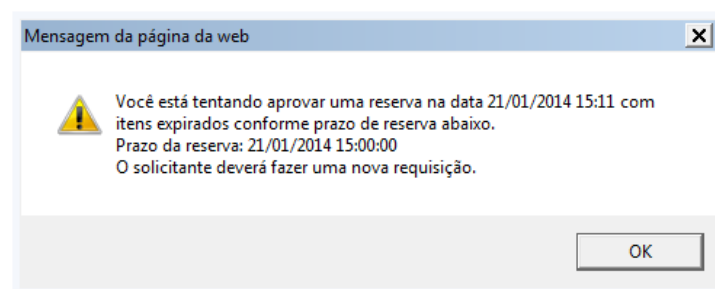 Mensagem da página da web
Você está tentando aprovar uma reserva na data 21/01/2014 15:11 com
itens expirados conforme prazo de reserva abaixo.
Prazo da reserva: 21/01/2014 15:00:00
O solicitante deverá fazer uma nova requisição.
OK